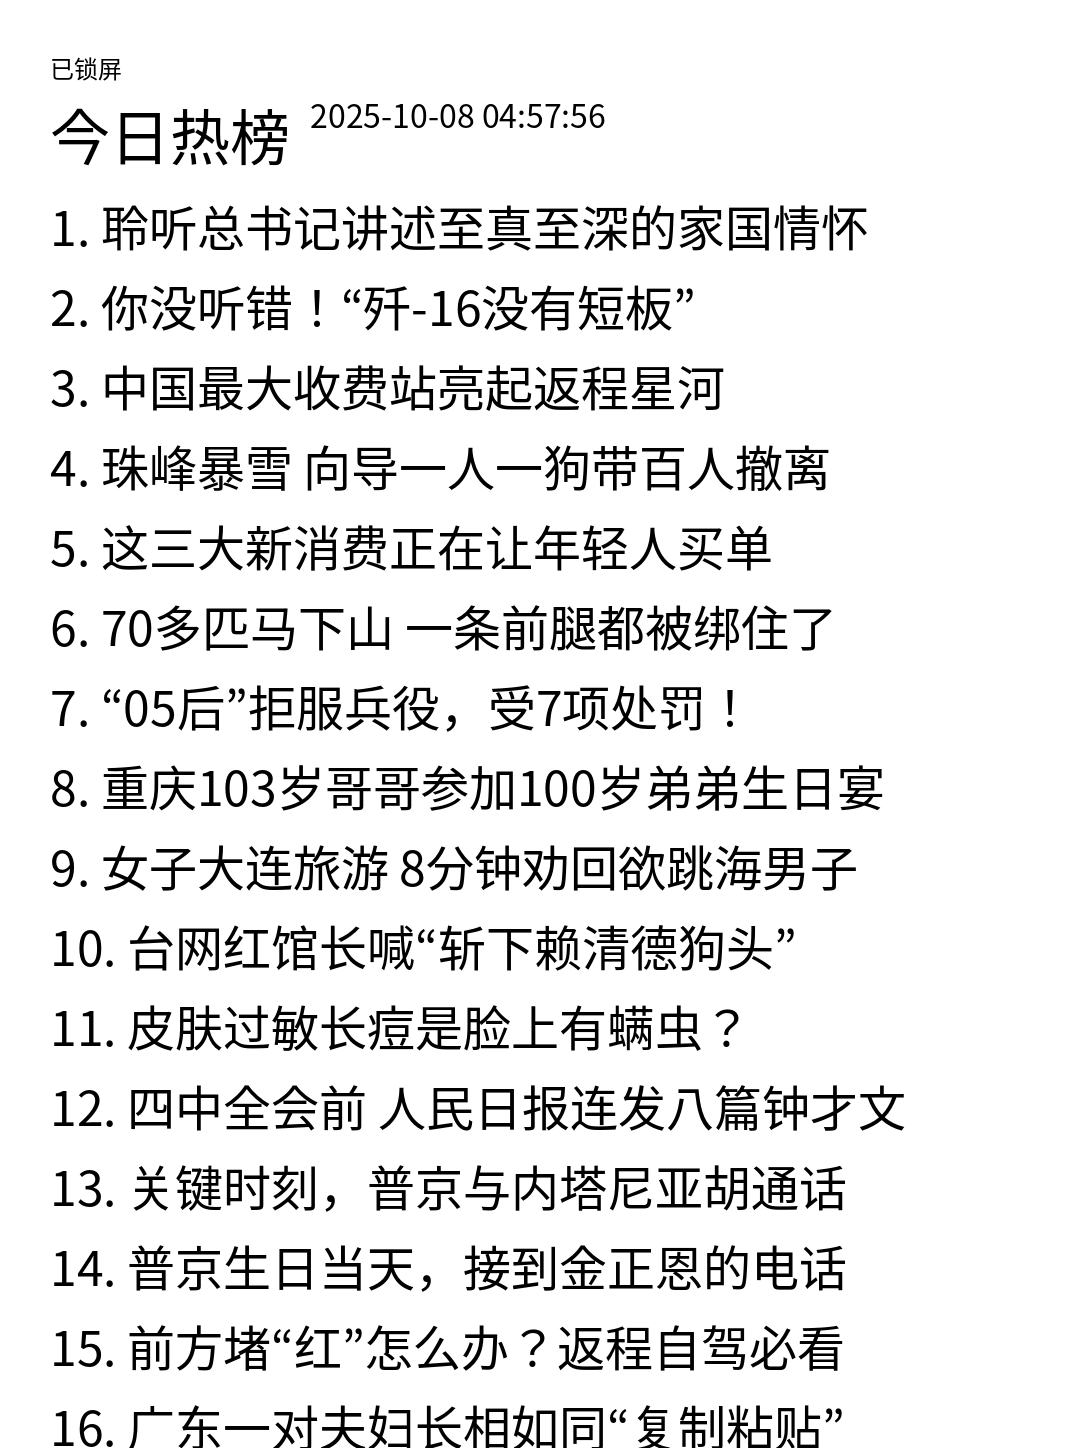 已锁屏
今日热榜 2025-10-08 04:57:56
1. 聆听总书记讲述至真至深的家国情怀
2. 你没听错！“歼-16没有短板”
3. 中国最大收费站亮起返程星河
4. 珠峰暴雪 向导一人一狗带百人撤离
5. 这三大新消费正在让年轻人买单
6. 70多匹马下山 一条前腿都被绑住了
7. “05后”拒服兵役，受7项处罚！
8. 重庆103岁哥哥参加100岁弟弟生日宴
9. 女子大连旅游 8分钟劝回欲跳海男子
10. 台网红馆长喊“斩下赖清德狗头”
11. 皮肤过敏长痘是脸上有螨虫？
12. 四中全会前 人民日报连发八篇钟才文
13. 关键时刻，普京与内塔尼亚胡通话
14. 普京生日当天，接到金正恩的电话
15. 前方堵“红”怎么办？返程自驾必看
16. 广东一对夫妇长相如同“复制粘贴”